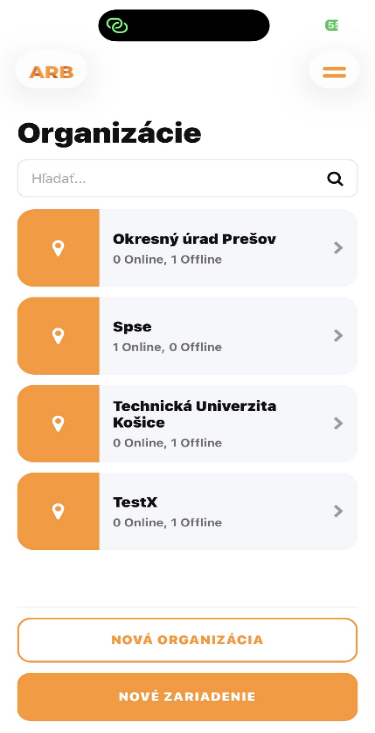 ARB
Organizácie
Hľadať...
Okresný úrad Prešov
0 Online, 1 Offline
Spse
1 Online, 0 Offline
Technická Univerzita
Košice
0 Online, 1 Offline
TestX
0 Online, 1 Offline
NOVÁ ORGANIZÁCIA
NOVÉ ZARIADENIE